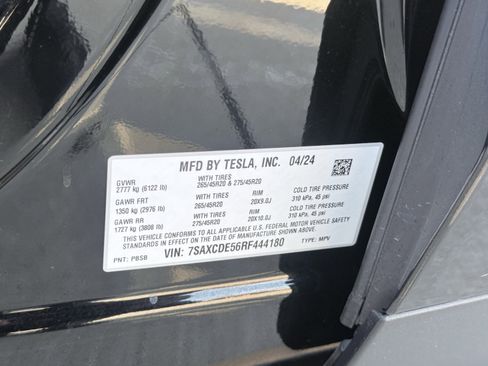 MFD BY TESLA, INC. 04/24
GVWR WITH TIRES
2777 kg (6122 lb) 265/45R20 & 275/45R20
GAWR FRT WITH TIRES RIM COLD TIRE PRESSURE
1350 kg (2976 lb) 265/45R20 20X9.0J 310 kPa, 45 psi
GAWR RR WITH TIRES RIM COLD TIRE PRESSURE
1727 kg (3808 lb) 275/45R20 20X10.0J 310 kPa, 45 psi
THIS VEHICLE CONFORMS TO ALL APPLICABLE U.S. FEDERAL MOTOR VEHICLE SAFETY
STANDARDS IN EFFECT ON THE DATE OF MANUFACTURE SHOWN ABOVE.
VIN: 7SAXCDE56RF444180
PNT: PBSB TYPE: MPV